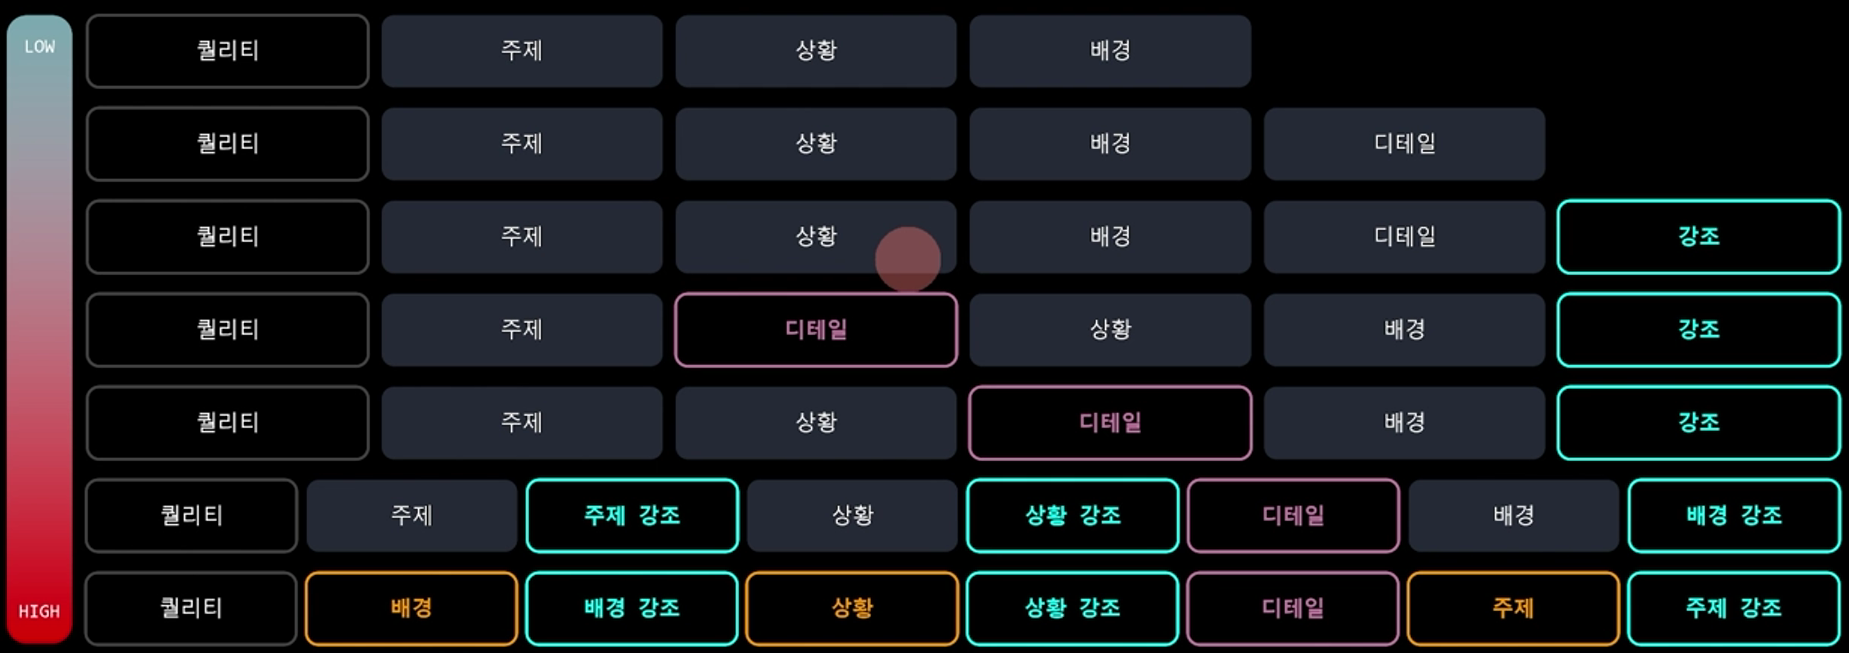 LOW
퀄리티 주제 상황 배경
퀄리티 주제 상황 배경 디테일
퀄리티 주제 상황 배경 디테일 강조
퀄리티 주제 디테일 상황 배경 강조
퀄리티 주제 상황 디테일 배경 강조
퀄리티 주제 주제 강조 상황 상황 강조 디테일 배경 배경 강조
HIGH
퀄리티 배경 배경 강조 상황 상황 강조 디테일 주제 주제 강조